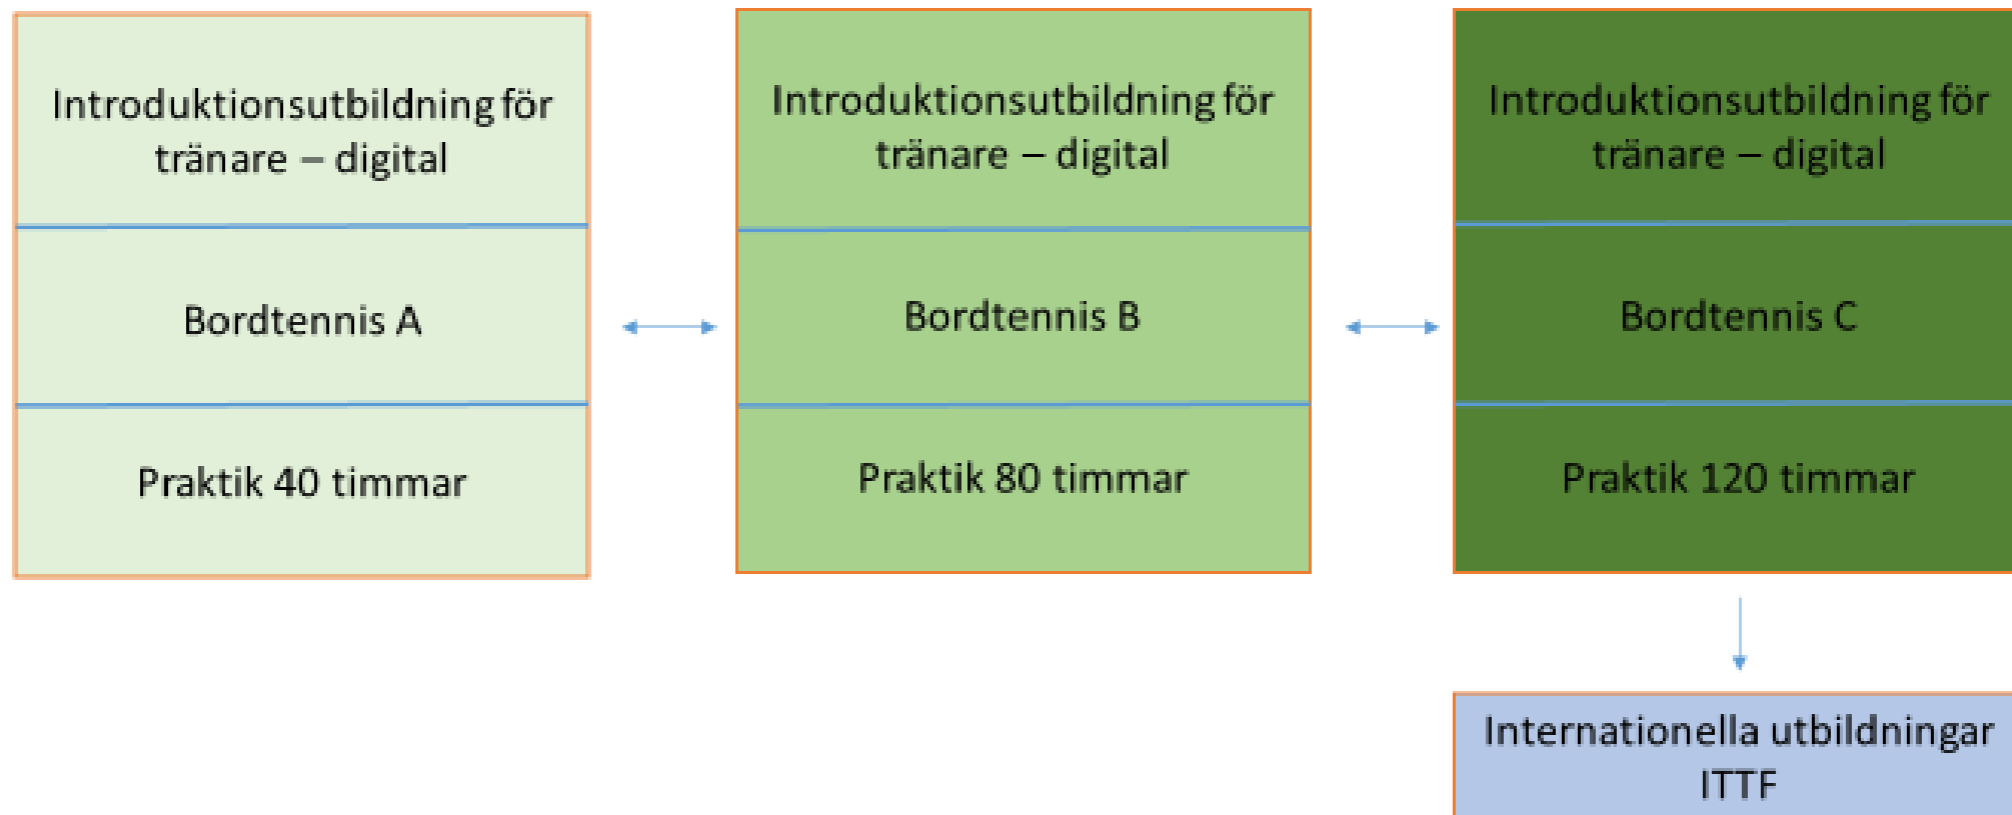 Introduktionsutbildning för
tränare – digital
Bordtennis A
Praktik 40 timmar
Introduktionsutbildning för
tränare – digital
Bordtennis B
Praktik 80 timmar
Introduktionsutbildning för
tränare – digital
Bordtennis C
Praktik 120 timmar
Internationella utbildningar
ITTF